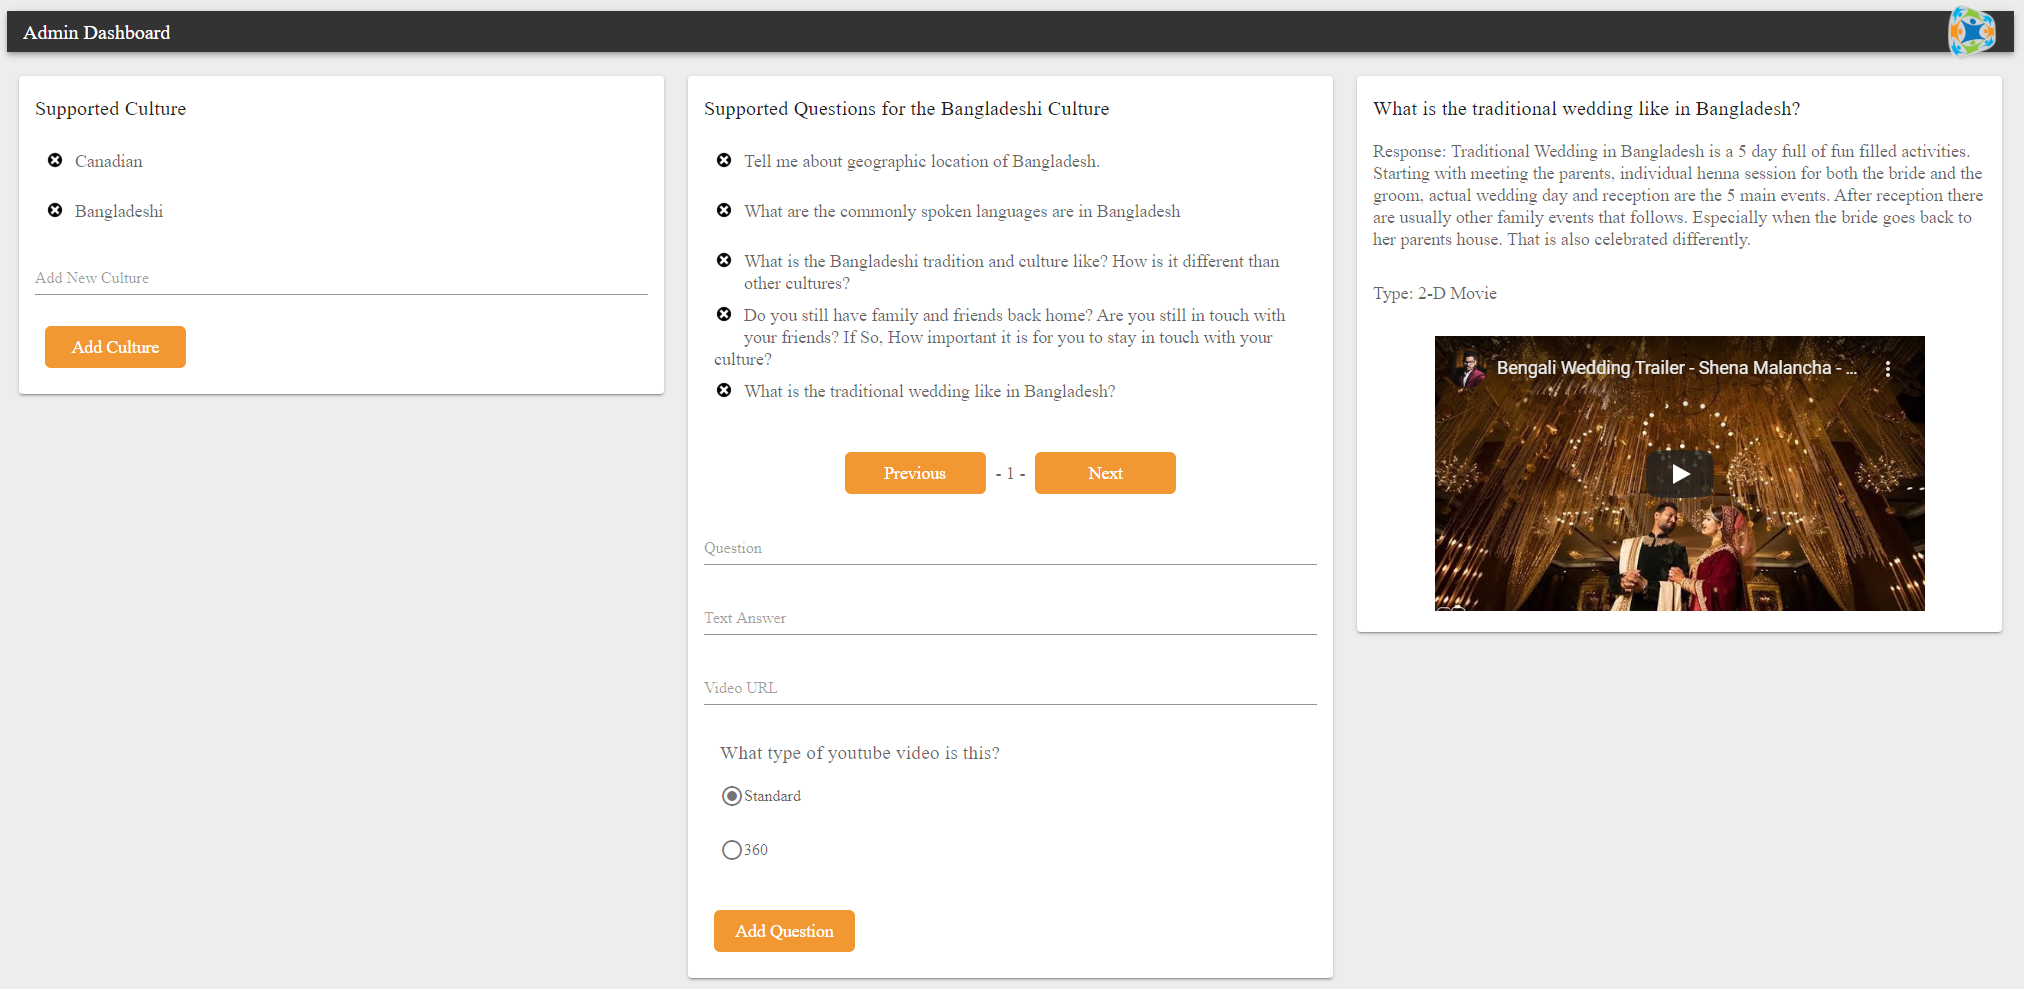 Admin Dashboard
Supported Culture
Canadian
Bangladeshi
Add New Culture
Add Culture
Supported Questions for the Bangladeshi Culture
Tell me about geographic location of Bangladesh.
What are the commonly spoken languages are in Bangladesh
What is the Bangladeshi tradition and culture like? How is it different than
other cultures?
Do you still have family and friends back home? Are you still in touch with
your friends? If So, How important it is for you to stay in touch with your
culture?
What is the traditional wedding like in Bangladesh?
Previous - 1 - Next
Question
Text Answer
Video URL
What type of youtube video is this?
Standard
360
Add Question
What is the traditional wedding like in Bangladesh?
Response: Traditional Wedding in Bangladesh is a 5 day full of fun filled activities.
Starting with meeting the parents, individual henna session for both the bride and the
groom, actual wedding day and reception are the 5 main events. After reception there
are usually other family events that follows. Especially when the bride goes back to
her parents house. That is also celebrated differently.
Type: 2-D Movie
Bengali Wedding Trailer - Shena Malancha - ...